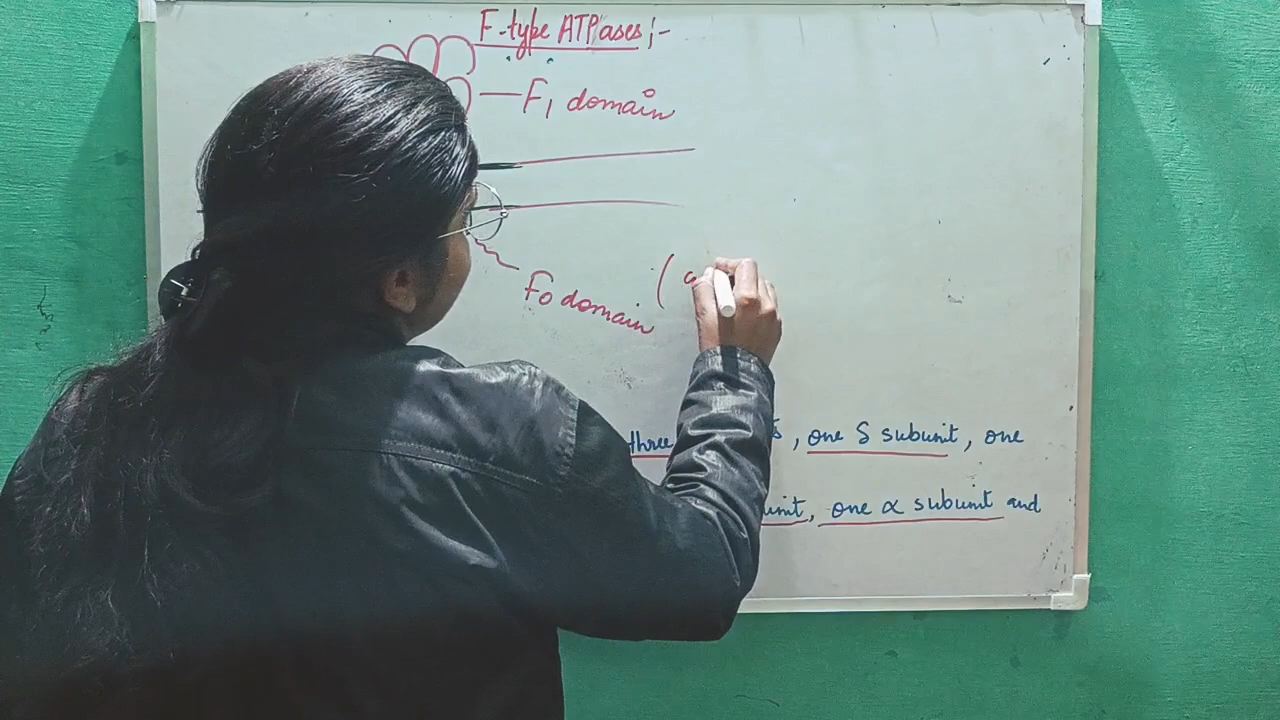 F-type ATPases :-
F₁ domain
Fo domain (
three , one δ subunit, one
unit, one α subunit and